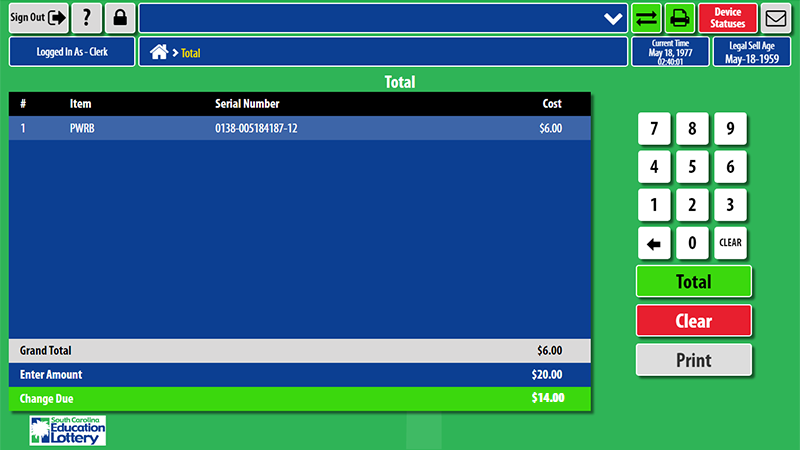 Sign Out
?
Device
Statuses
Logged In As - Clerk
> Total
Current Time
May 18, 1977
02:40:01
Legal Sell Age
May-18-1959
Total
# Item Serial Number Cost
1 PWRB 0138-005184187-12 $6.00
7 8 9
4 5 6
1 2 3
0 CLEAR
Total
Clear
Print
Grand Total $6.00
Enter Amount $20.00
Change Due $14.00
South Carolina
Education
Lottery